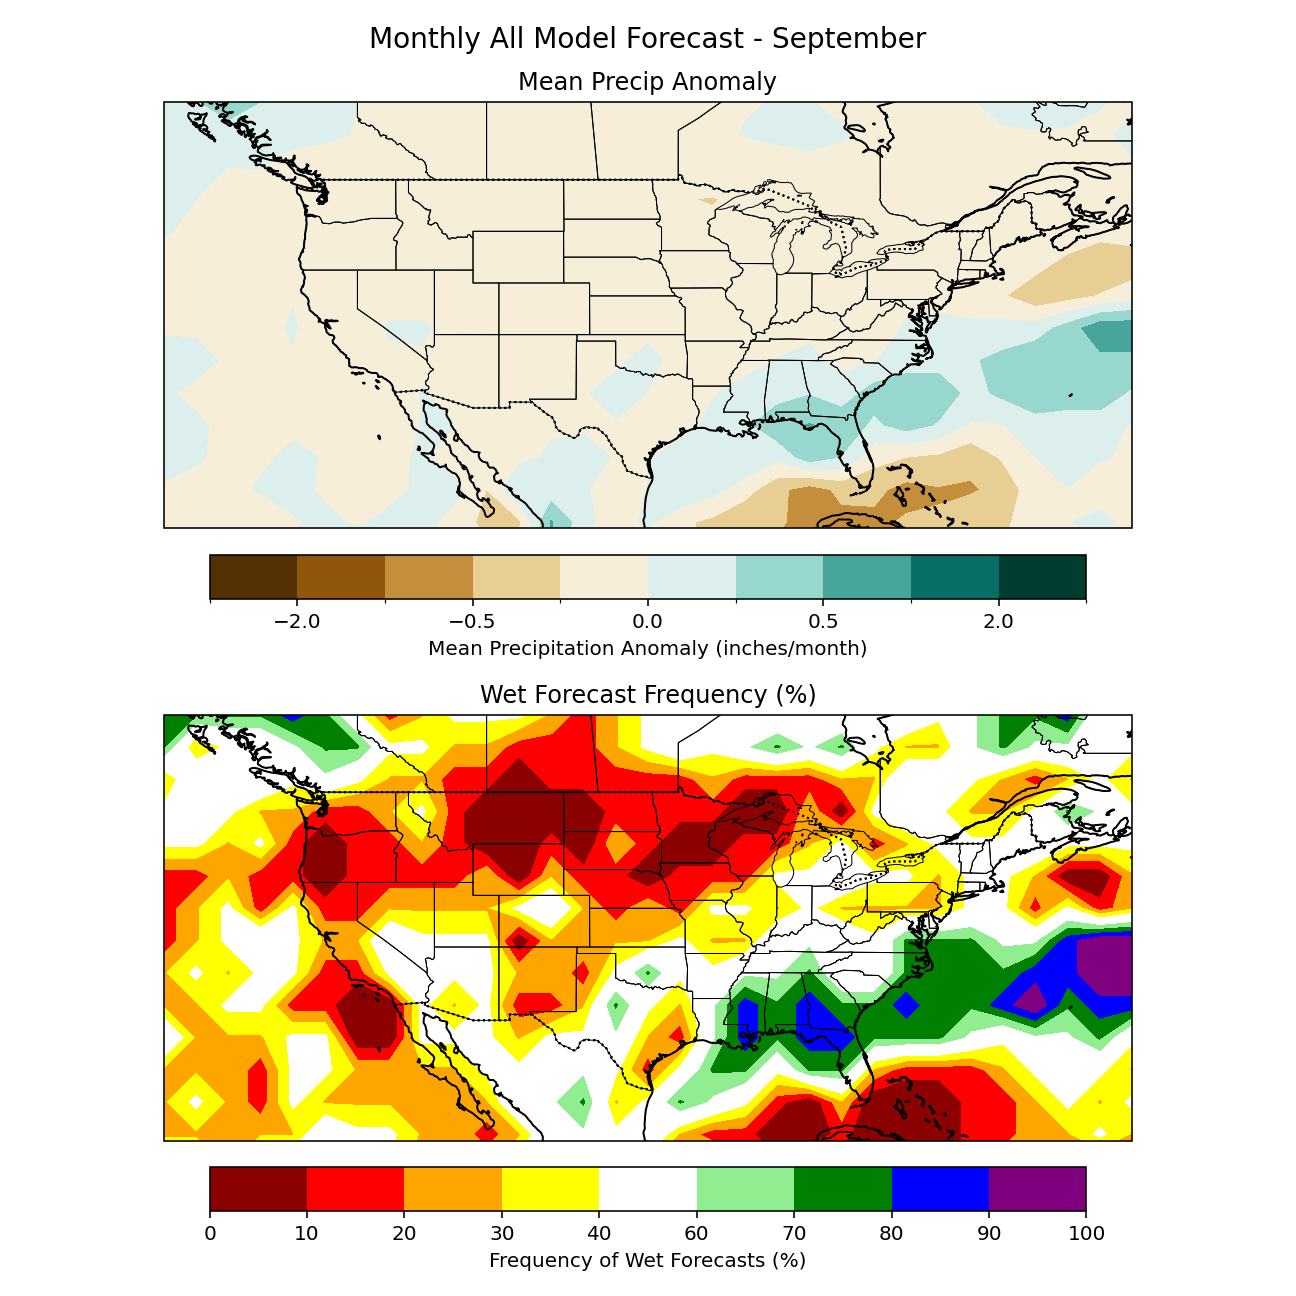 Monthly All Model Forecast - September
Mean Precip Anomaly
−2.0 −0.5 0.0 0.5 2.0
Mean Precipitation Anomaly (inches/month)
Wet Forecast Frequency (%)
0 10 20 30 40 60 70 80 90 100
Frequency of Wet Forecasts (%)